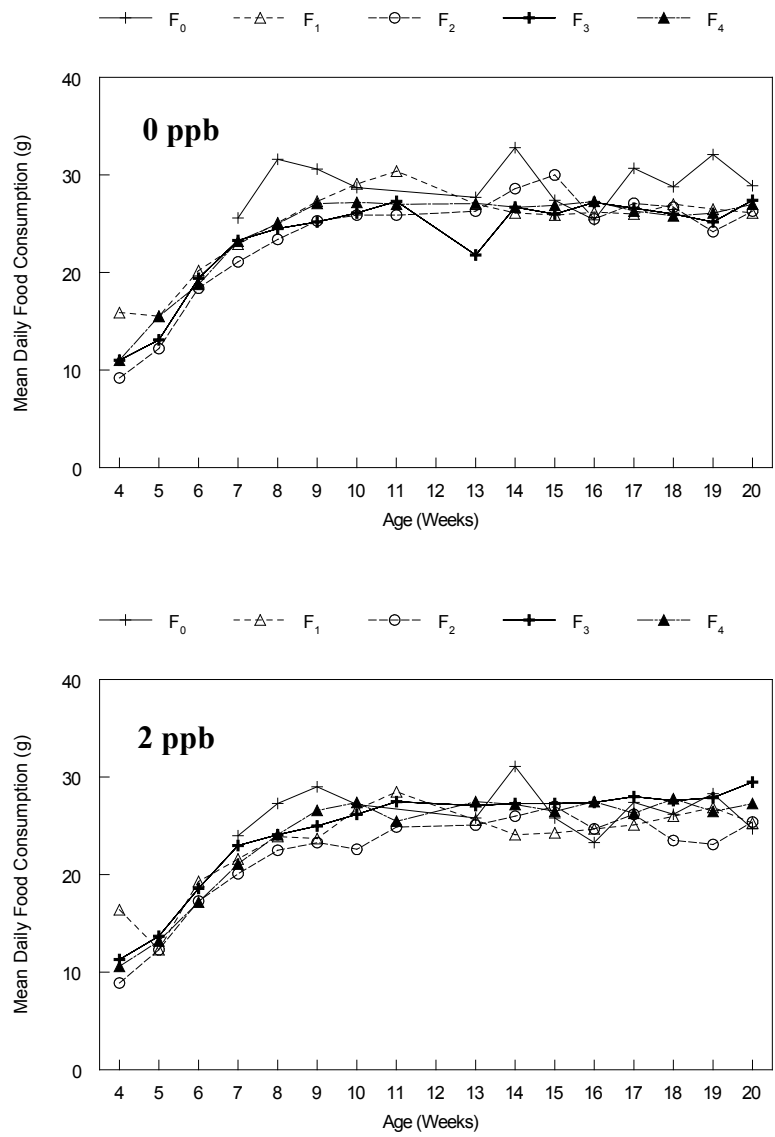 F₀ F₁ F₂ F₃ F₄
40
0 ppb
30
20
10
0
Mean Daily Food Consumption (g)
4 5 6 7 8 9 10 11 12 13 14 15 16 17 18 19 20
Age (Weeks)
F₀ F₁ F₂ F₃ F₄
40
2 ppb
30
20
10
0
Mean Daily Food Consumption (g)
4 5 6 7 8 9 10 11 12 13 14 15 16 17 18 19 20
Age (Weeks)